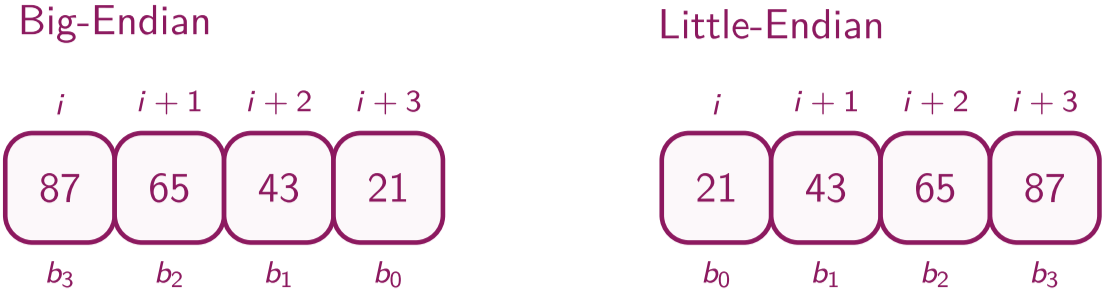 Big-Endian
i i + 1 i + 2 i + 3
87 65 43 21
b₃ b₂ b₁ b₀
Little-Endian
i i + 1 i + 2 i + 3
21 43 65 87
b₀ b₁ b₂ b₃